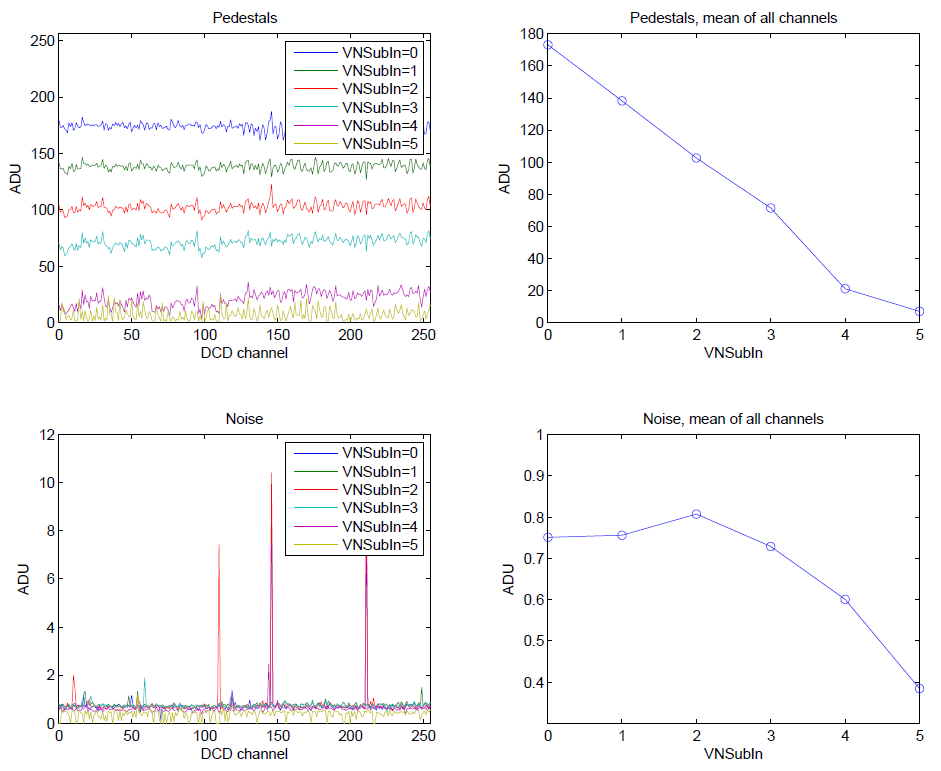 Pedestals
250
200
150
100
50
0
ADU
VNSubIn=0
VNSubIn=1
VNSubIn=2
VNSubIn=3
VNSubIn=4
VNSubIn=5
0 50 100 150 200 250
DCD channel
Pedestals, mean of all channels
180
160
140
120
100
80
60
40
20
0
ADU
0 1 2 3 4 5
VNSubIn
Noise
12
10
8
6
4
2
0
ADU
VNSubIn=0
VNSubIn=1
VNSubIn=2
VNSubIn=3
VNSubIn=4
VNSubIn=5
0 50 100 150 200 250
DCD channel
Noise, mean of all channels
1
0.9
0.8
0.7
0.6
0.5
0.4
ADU
0 1 2 3 4 5
VNSubIn